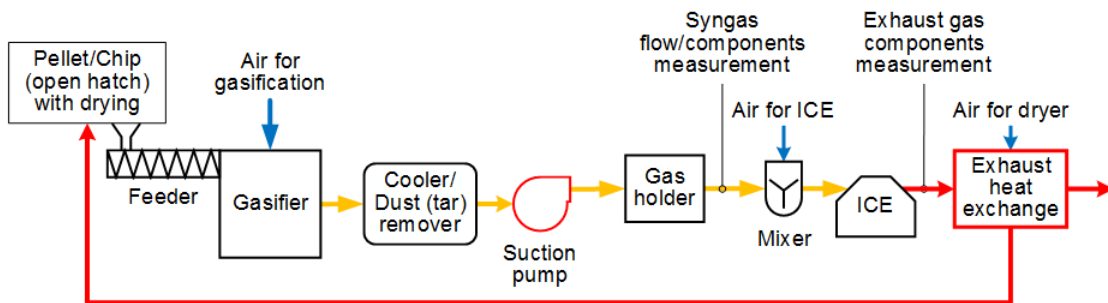 Pellet/Chip
(open hatch)
with drying
Air for
gasification
Feeder
Gasifier
Cooler/
Dust (tar)
remover
Suction
pump
Gas
holder
Syngas
flow/components
measurement
Air for ICE
Mixer
Exhaust gas
components
measurement
ICE
Air for dryer
Exhaust
heat
exchange